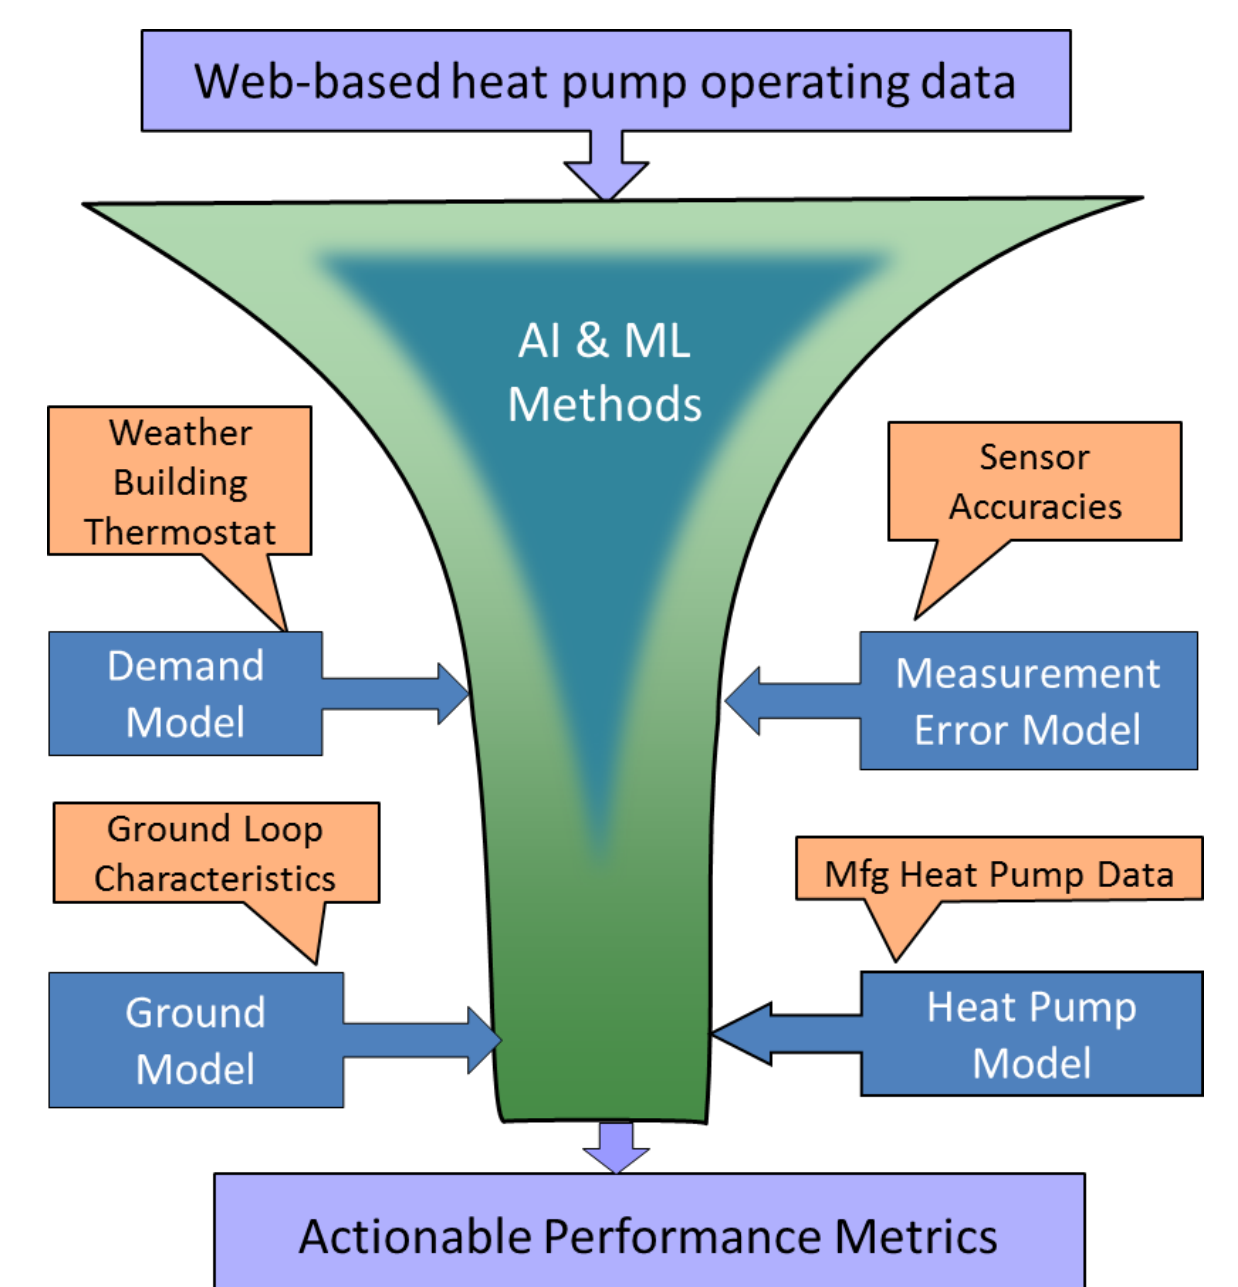 Web-based heat pump operating data
AI & ML
Methods
Weather
Building
Thermostat
Sensor
Accuracies
Demand
Model
Measurement
Error Model
Ground Loop
Characteristics
Mfg Heat Pump Data
Ground
Model
Heat Pump
Model
Actionable Performance Metrics